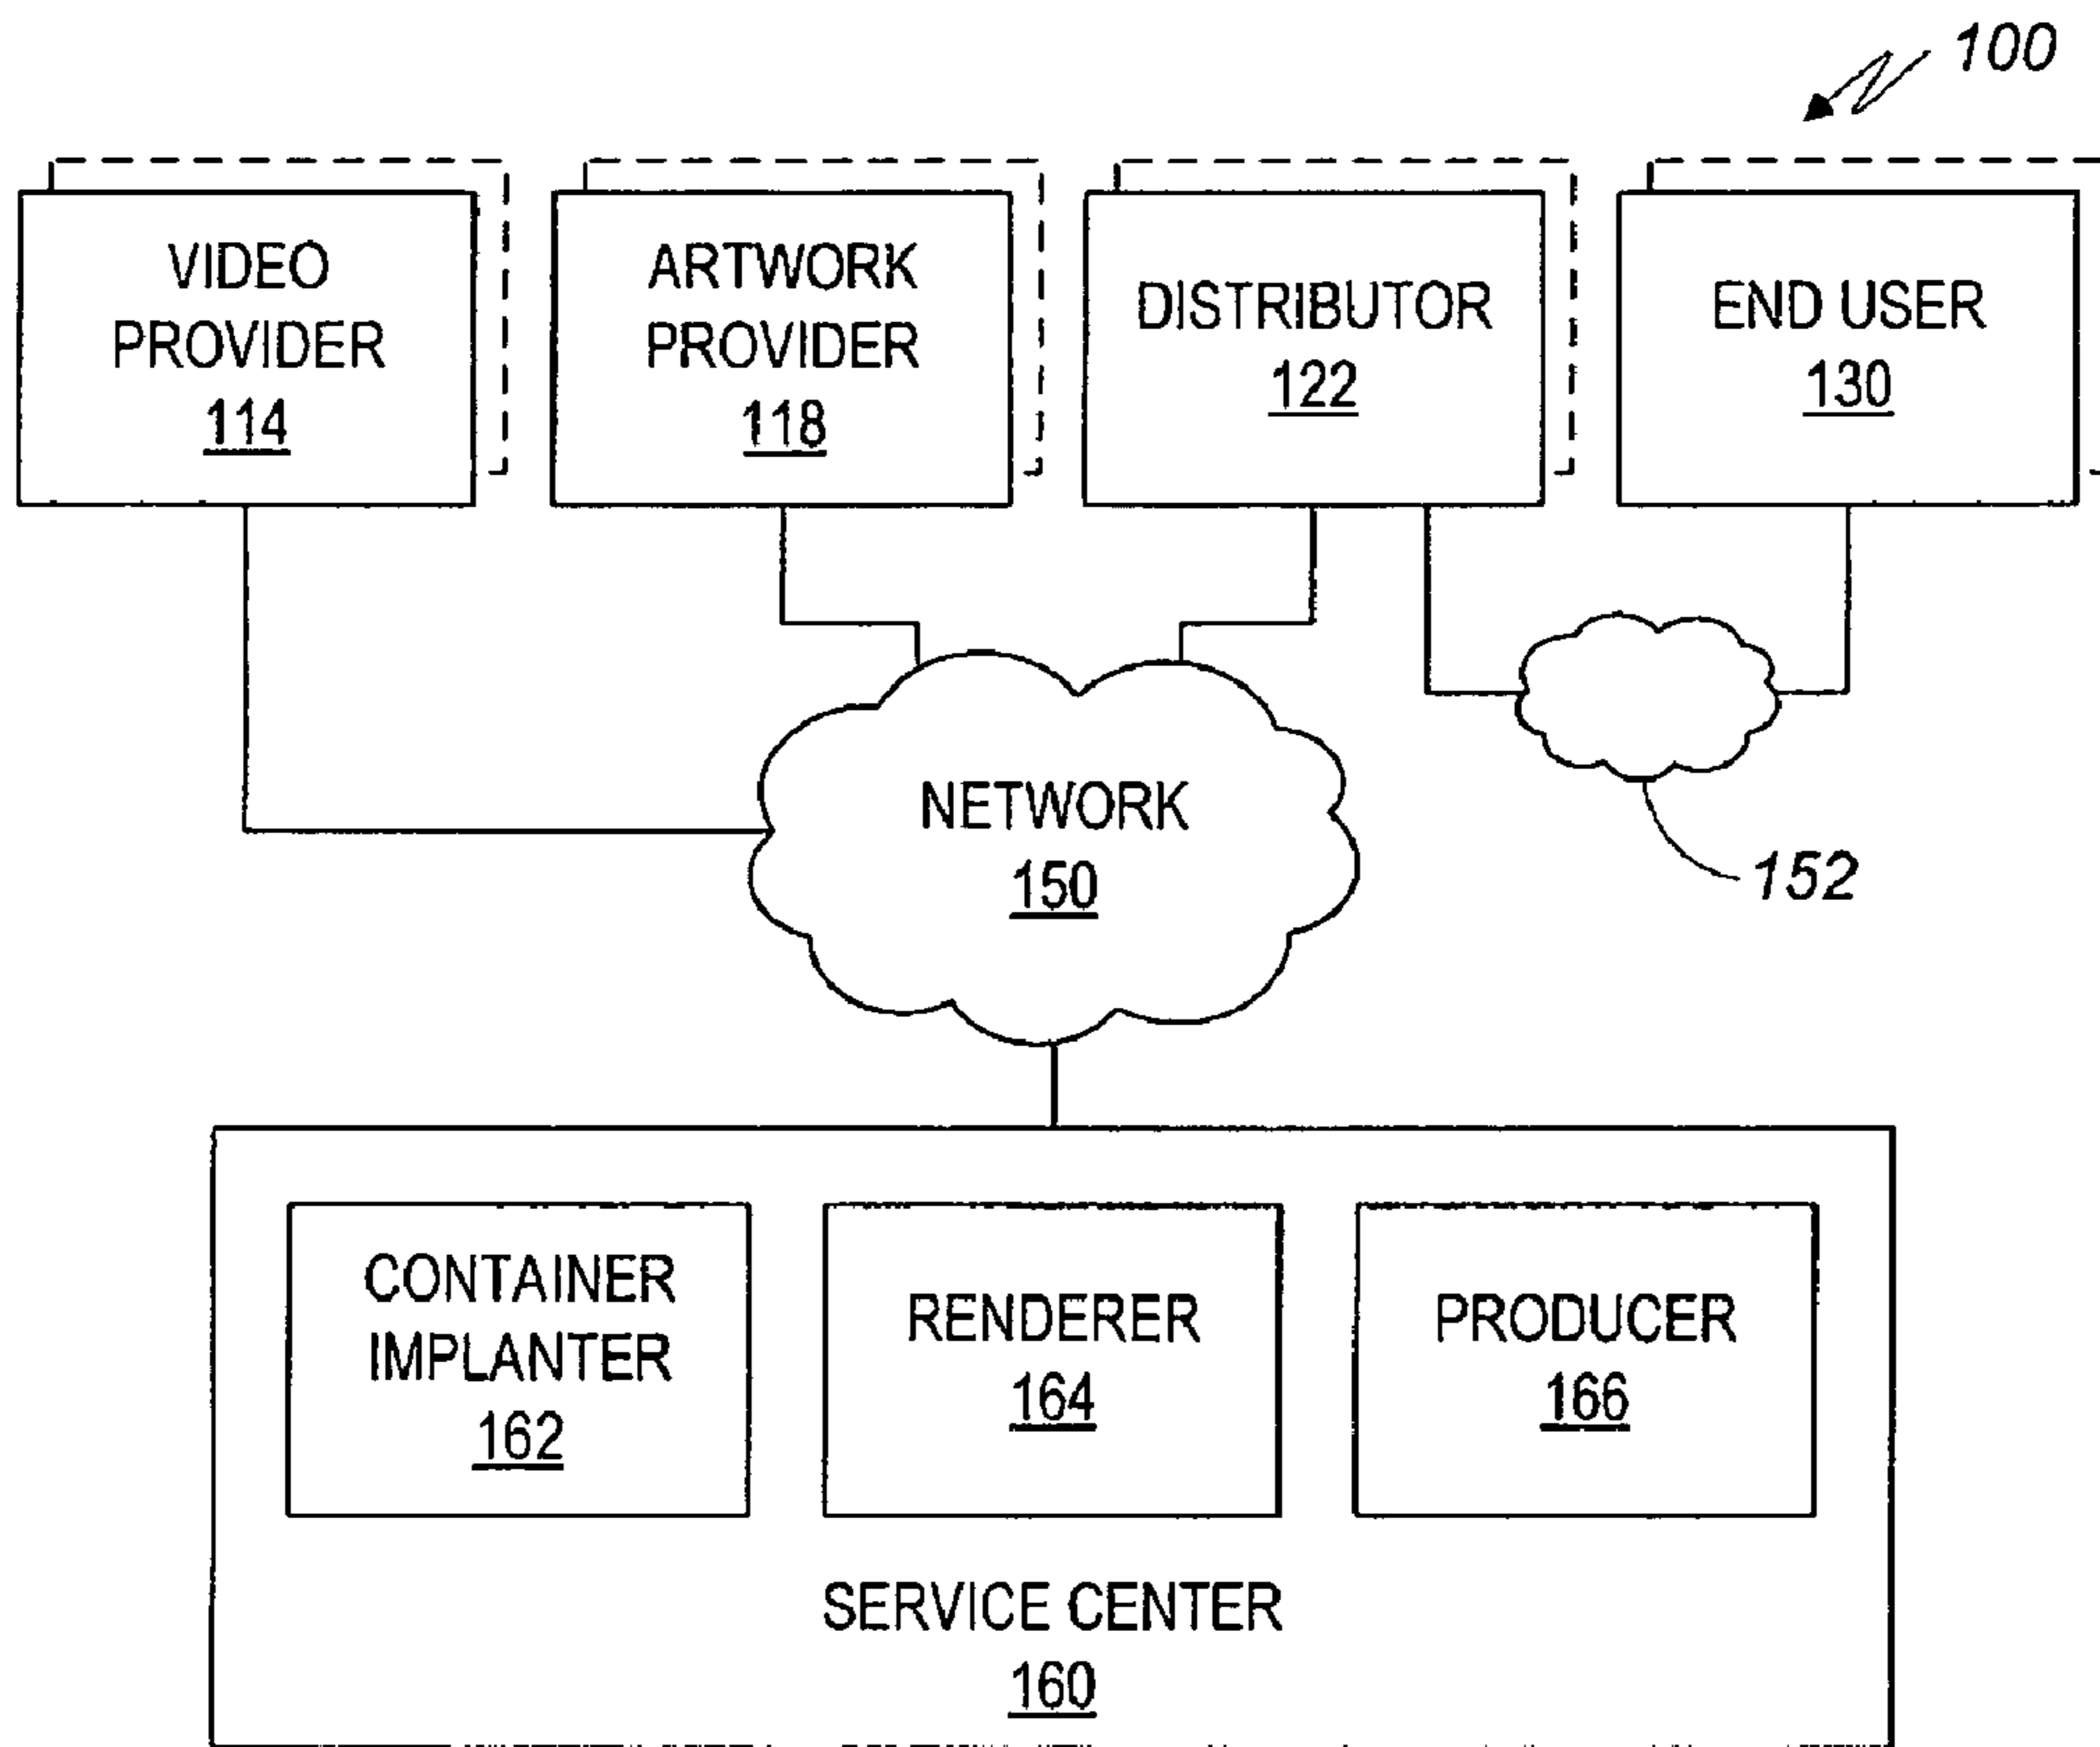 100
VIDEO
PROVIDER
114
ARTWORK
PROVIDER
118
DISTRIBUTOR
122
END USER
130
NETWORK
150
152
CONTAINER
IMPLANTER
162
RENDERER
164
PRODUCER
166
SERVICE CENTER
160